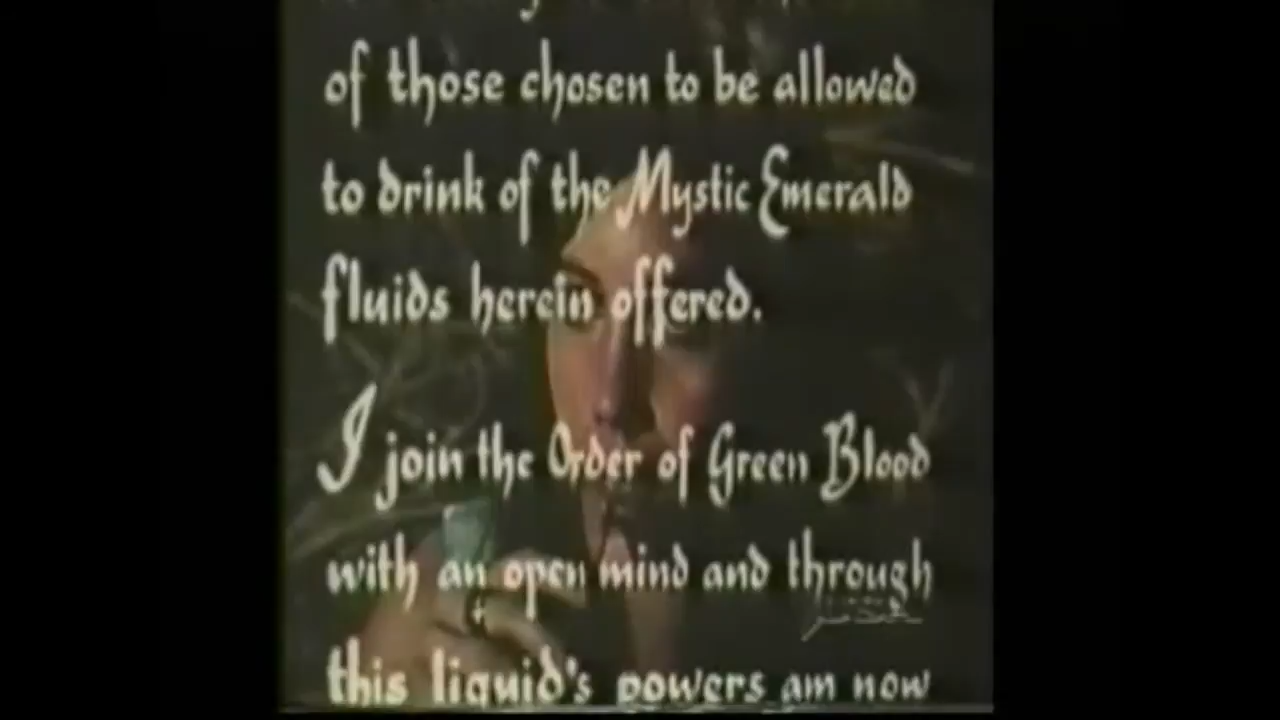 of those chosen to be allowed
to drink of the Mystic Emerald
fluids herein offered.
I join the Order of Green Blood
with an open mind and through
this liquid's powers am now